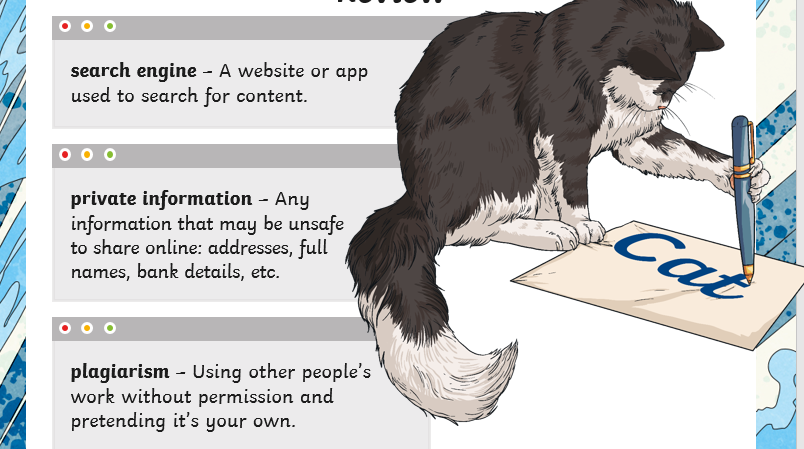 Review
search engine – A website or app
used to search for content.
private information – Any
information that may be unsafe
to share online: addresses, full
names, bank details, etc.
plagiarism – Using other people's
work without permission and
pretending it's your own.
Cat